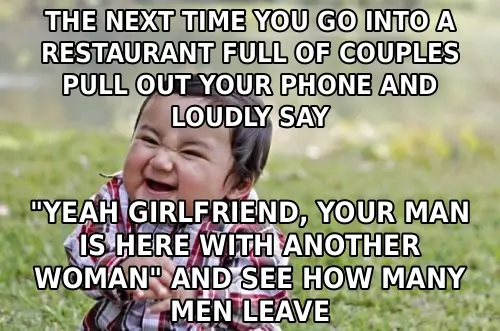 THE NEXT TIME YOU GO INTO A
RESTAURANT FULL OF COUPLES
PULL OUT YOUR PHONE AND
LOUDLY SAY
"YEAH GIRLFRIEND, YOUR MAN
IS HERE WITH ANOTHER
WOMAN" AND SEE HOW MANY
MEN LEAVE